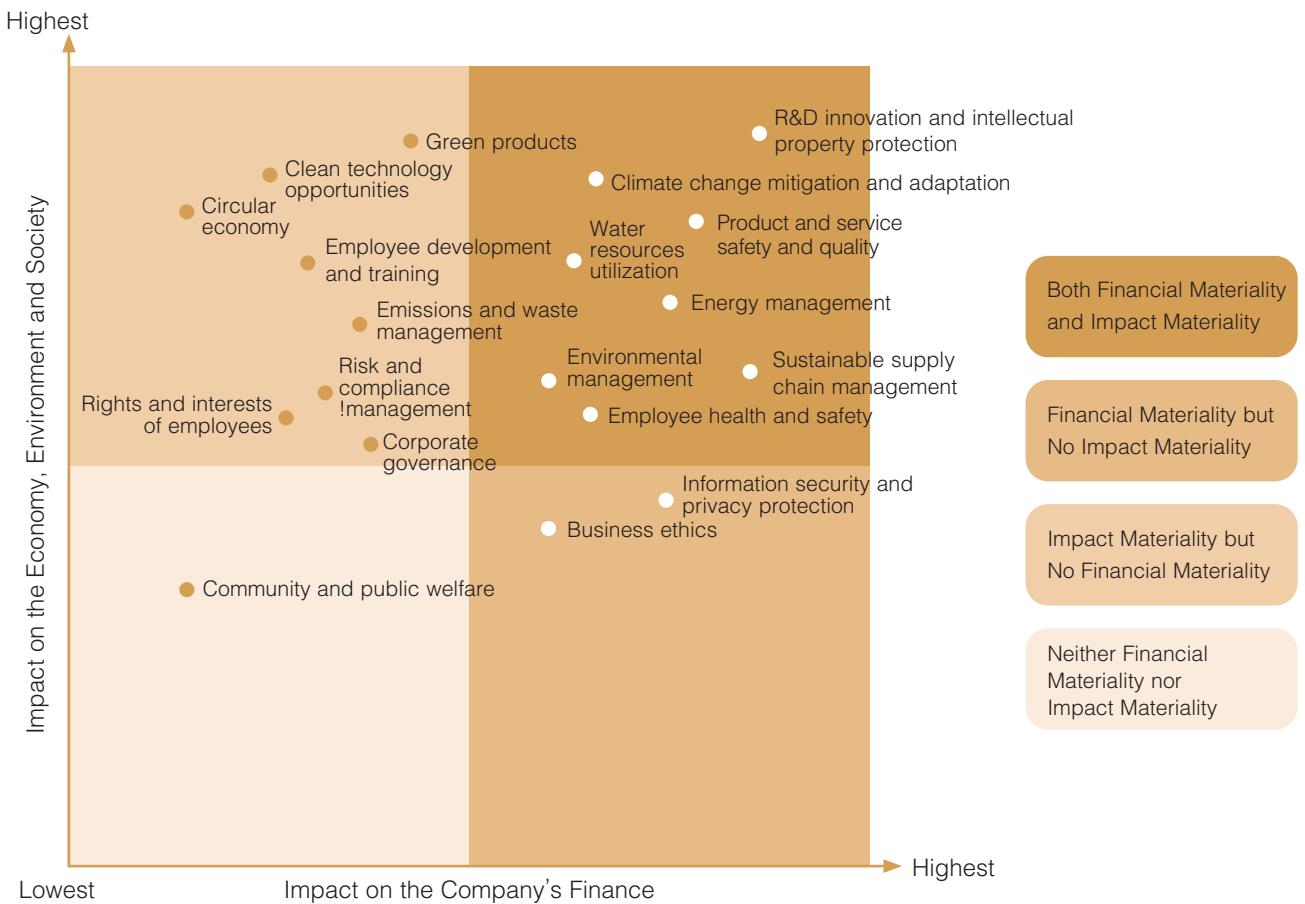 Highest
Impact on the Economy, Environment and Society
Green products
Clean technology
opportunities
Circular
economy
Employee development
and training
Emissions and waste
management
Risk and
compliance
!management
Rights and interests
of employees
Corporate
governance
R&D innovation and intellectual
property protection
Climate change mitigation and adaptation
Product and service
safety and quality
Water
resources
utilization
Energy management
Environmental
management
Sustainable supply
chain management
Employee health and safety
Information security and
privacy protection
Business ethics
Community and public welfare
Both Financial Materiality
and Impact Materiality
Financial Materiality but
No Impact Materiality
Impact Materiality but
No Financial Materiality
Neither Financial
Materiality nor
Impact Materiality
Lowest
Impact on the Company's Finance
Highest